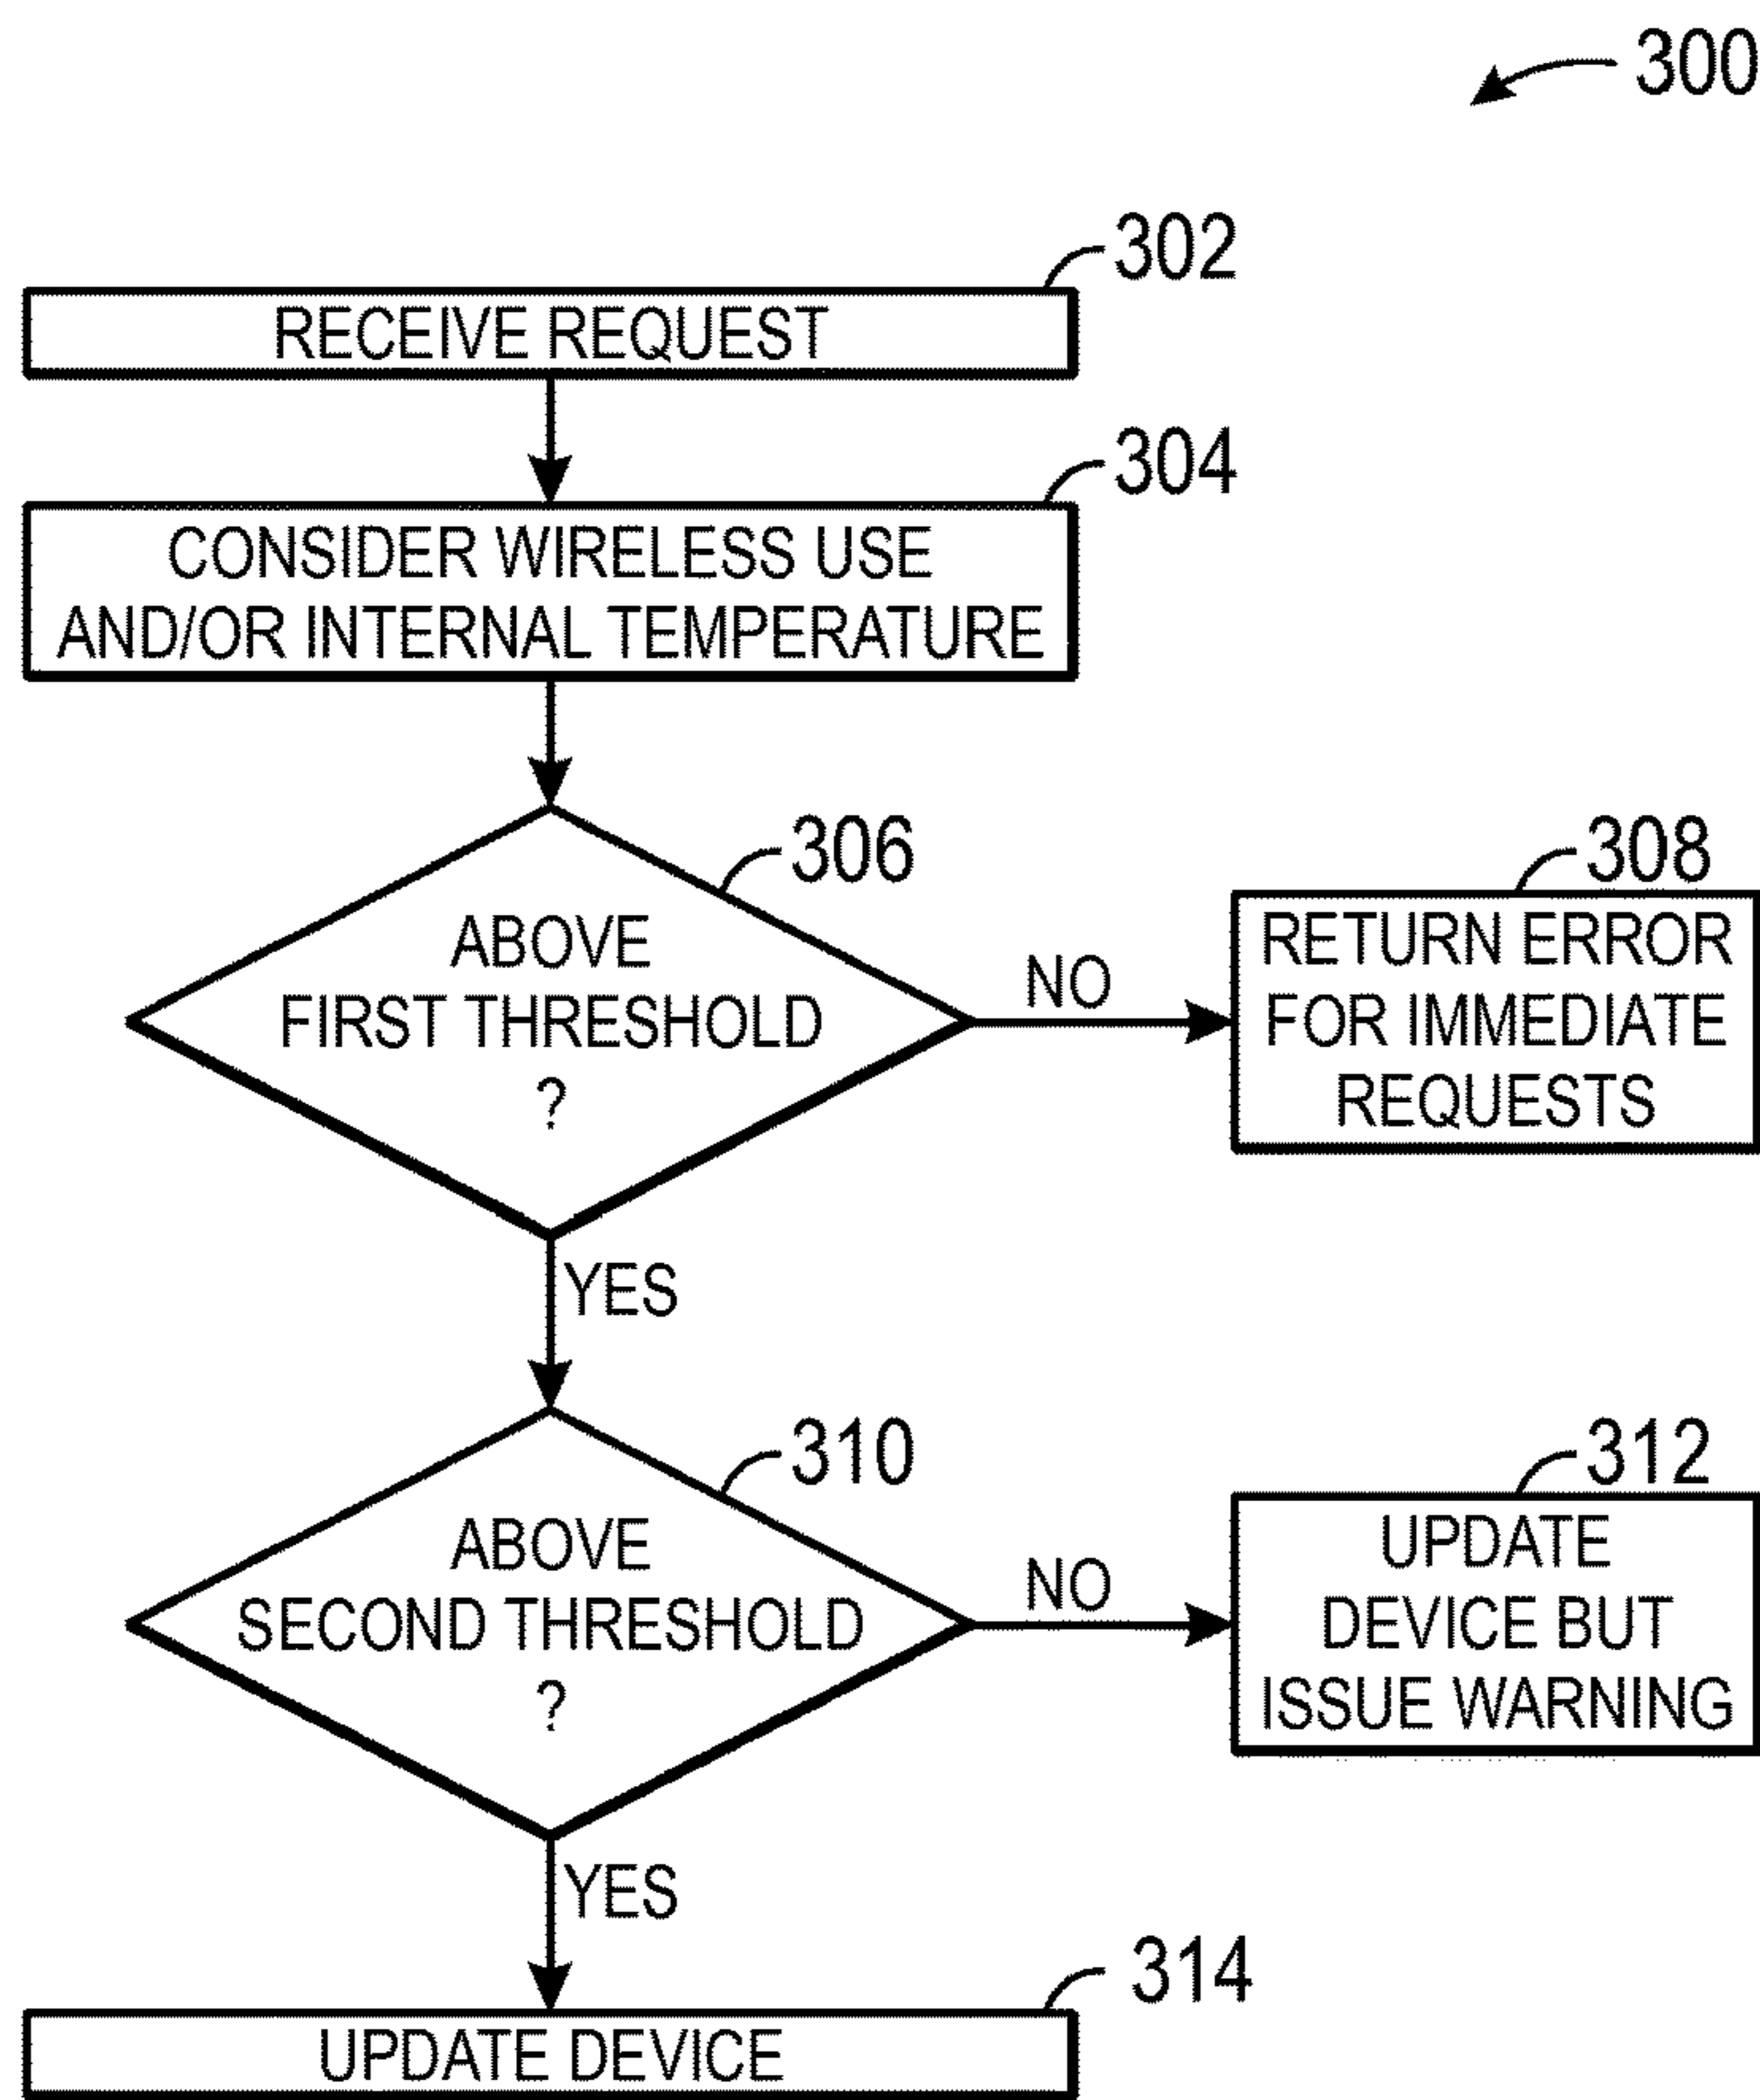 300
302
RECEIVE REQUEST
304
CONSIDER WIRELESS USE
AND/OR INTERNAL TEMPERATURE
306
ABOVE
FIRST THRESHOLD
?
NO
308
RETURN ERROR
FOR IMMEDIATE
REQUESTS
YES
310
ABOVE
SECOND THRESHOLD
?
NO
312
UPDATE
DEVICE BUT
ISSUE WARNING
YES
314
UPDATE DEVICE